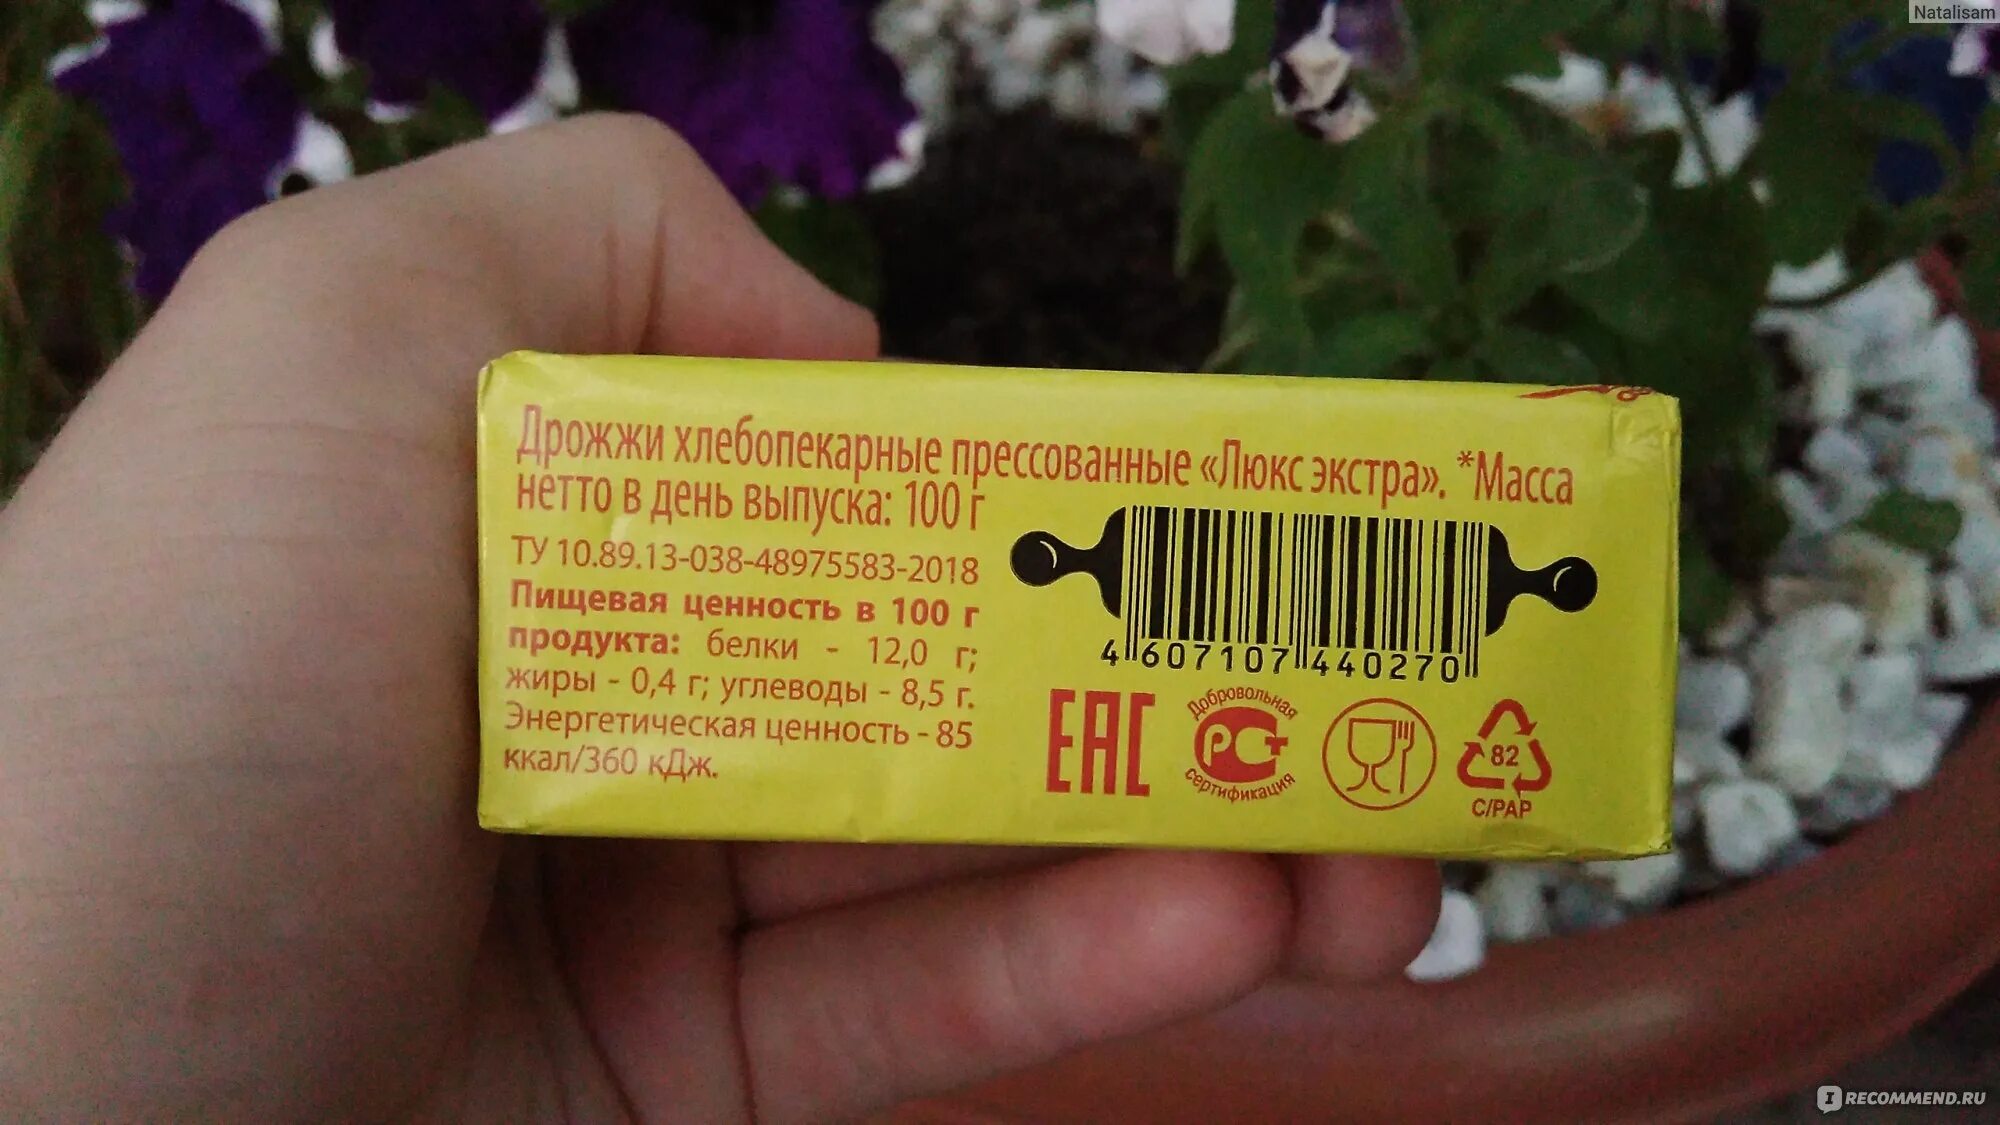 Natalisam
Дрожжи хлебопекарные прессованные «Люкс экстра». *Масса
нетто в день выпуска: 100 г
ТУ 10.89.13-038-48975583-2018
Пищевая ценность в 100 г
продукта: белки - 12,0 г;
жиры - 0,4 г; углеводы - 8,5 г.
Энергетическая ценность - 85
ккал/360 кДж.
4 607107 440270
ЕАС
Добровольная
РСТ
сертификация
82
C/PAP
IRECOMMEND.RU